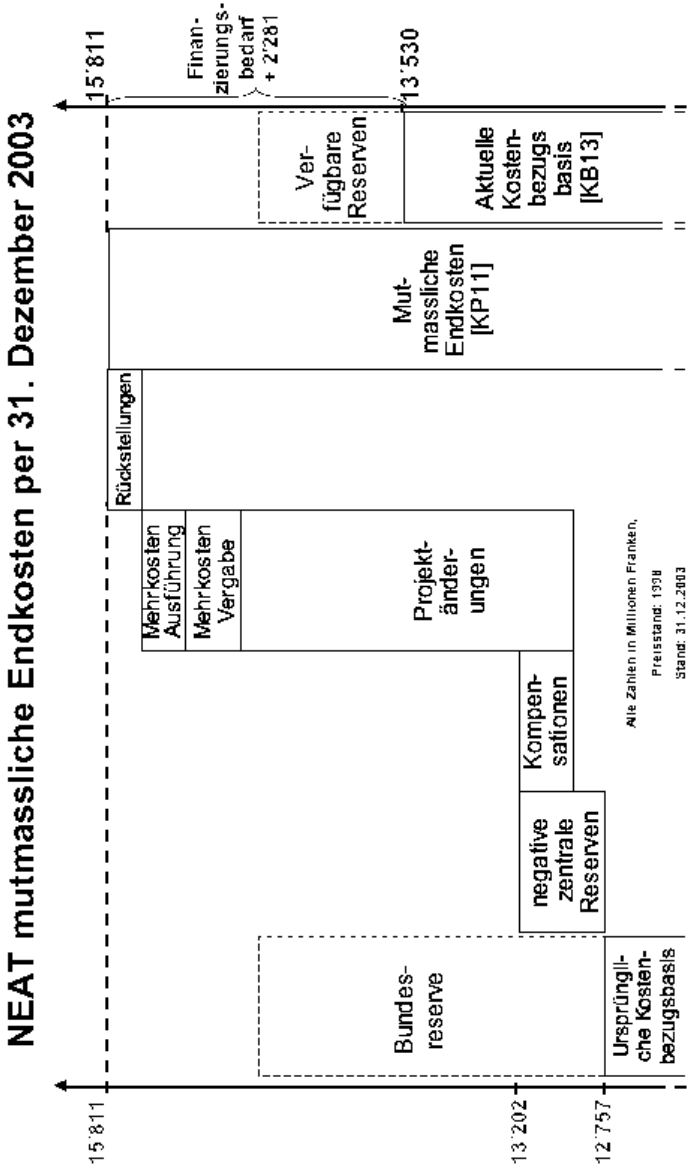 NEAT mutmassliche Endkosten per 31. Dezember 2003
15'811
13'202
12'757
Bundes-
reserve
Ursprüngli-
che Kosten-
bezugsbasis
negative
zentrale
Reserven
Kompen-
sationen
Mehrkosten
Ausführung
Mehrkosten
Vergabe
Projekt-
änder-
ungen
Rückstellungen
Mut-
massliche
Endkosten
[KP11]
Ver-
fügbare
Reserven
Aktuelle
Kosten-
bezugs
basis
[KB13]
15'811
Finan-
zierungs-
bedarf
+ 2'281
13'530
Alle Zahlen in Millionen Franken,
Preisstand: 1998
Stand: 31.12.2003